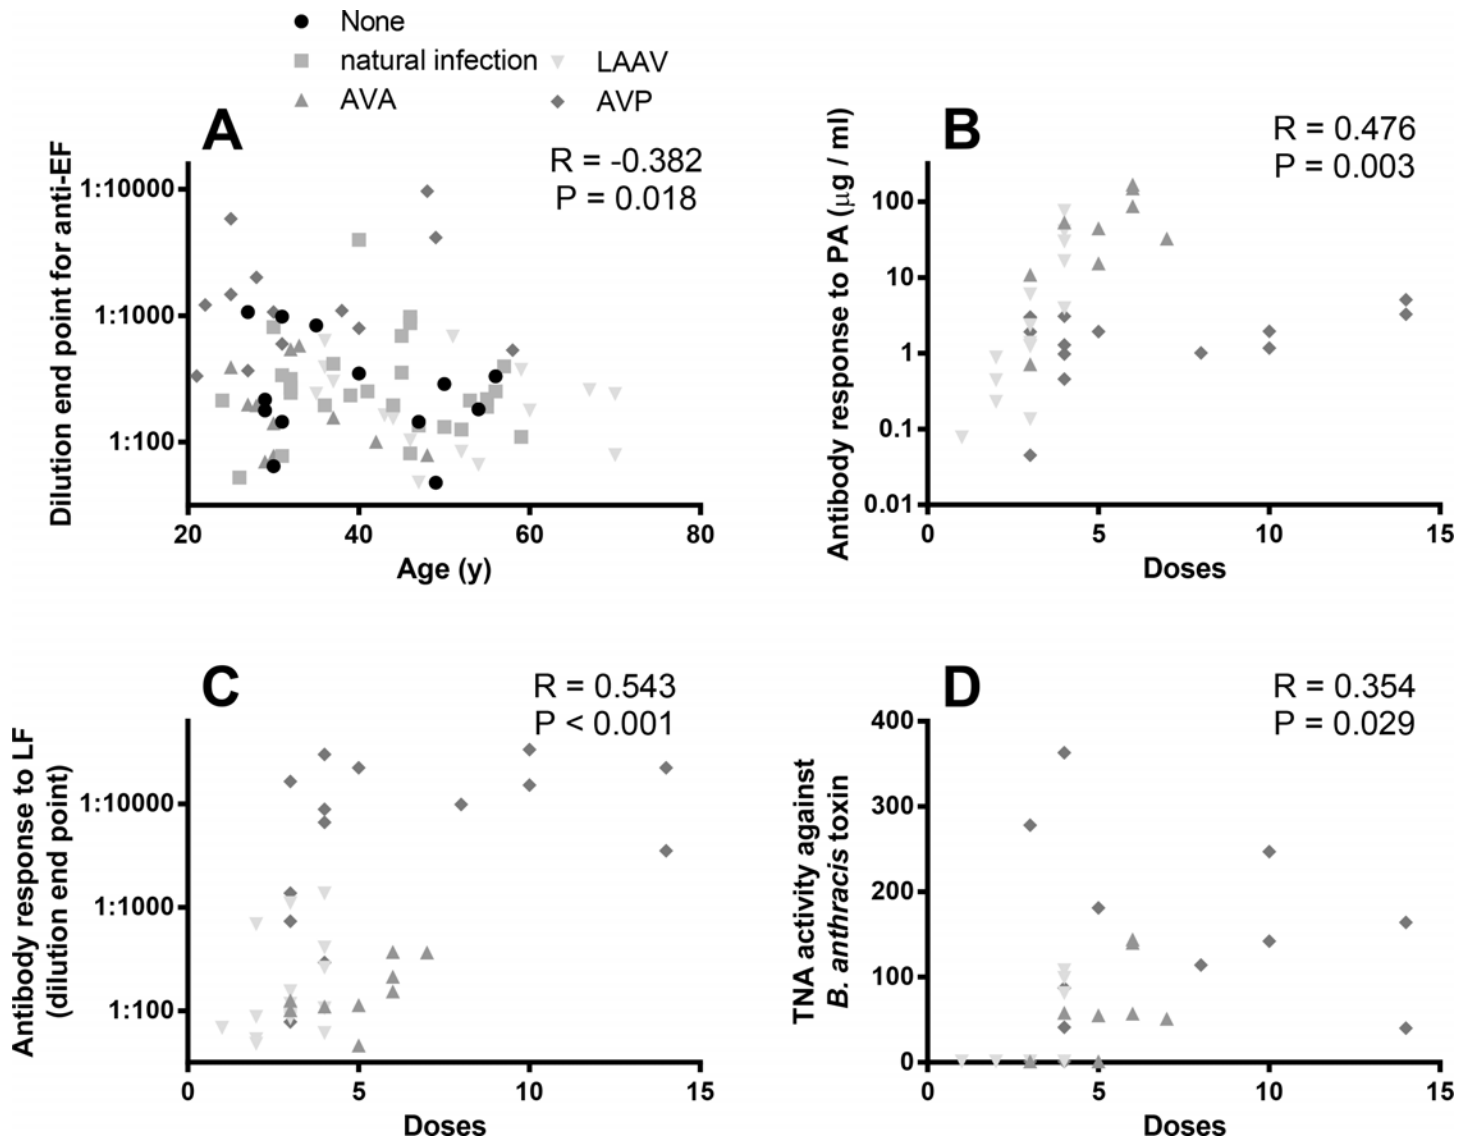 None
natural infection
LAAV
AVA
AVP
A
R = -0.382
P = 0.018
Dilution end point for anti-EF
1:10000
1:1000
1:100
20
40
60
80
Age (y)
B
R = 0.476
P = 0.003
Antibody response to PA (µg / ml)
100
10
1
0.1
0.01
0
5
10
15
Doses
C
R = 0.543
P < 0.001
Antibody response to LF
(dilution end point)
1:10000
1:1000
1:100
0
5
10
15
Doses
D
R = 0.354
P = 0.029
TNA activity against
B. anthracis toxin
400
300
200
100
0
0
5
10
15
Doses